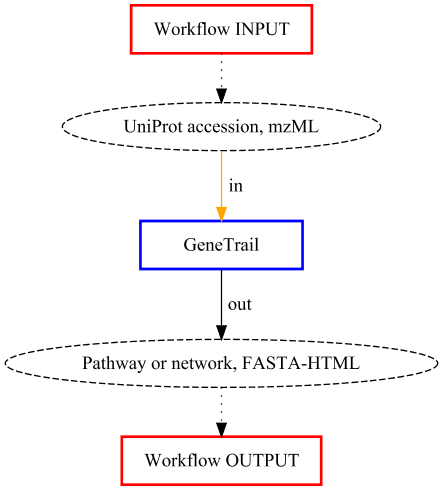 Workflow INPUT
UniProt accession, mzML
in
GeneTrail
out
Pathway or network, FASTA-HTML
Workflow OUTPUT